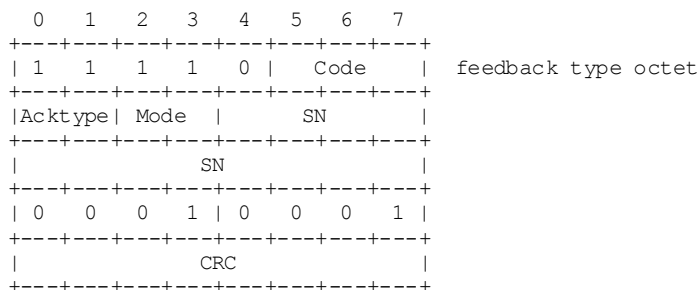 0   1   2   3   4   5   6   7
+---+---+---+---+---+---+---+---+
| 1   1   1   1   0 |   Code    |  feedback type octet
+---+---+---+---+---+---+---+---+
|Acktype| Mode  |      SN       |
+---+---+---+---+---+---+---+---+
|              SN               |
+---+---+---+---+---+---+---+---+
| 0   0   0   1 | 0   0   0   1 |
+---+---+---+---+---+---+---+---+
|              CRC              |
+---+---+---+---+---+---+---+---+